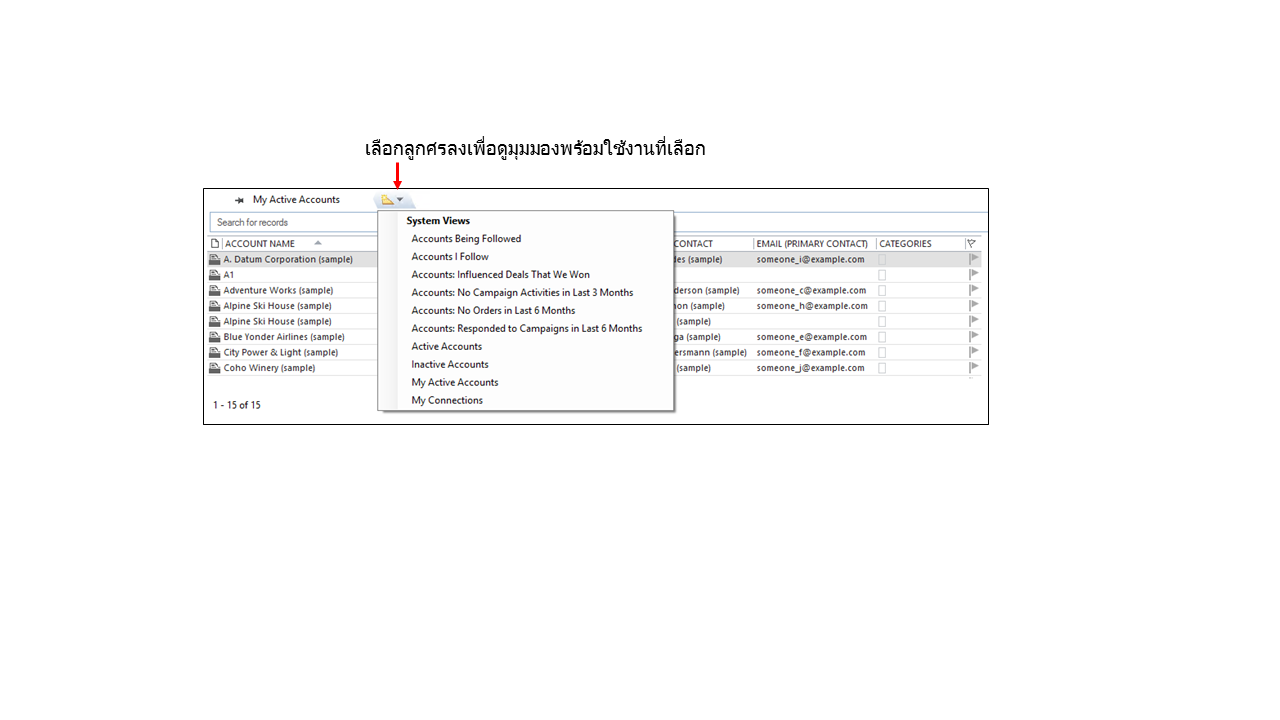 เลือกลูกศรลงเพื่อดูมุมมองพร้อมใช้งานที่เลือก
My Active Accounts
Search for records
System Views
Accounts Being Followed
Accounts I Follow
Accounts: Influenced Deals That We Won
Accounts: No Campaign Activities in Last 3 Months
Accounts: No Orders in Last 6 Months
Accounts: Responded to Campaigns in Last 6 Months
Active Accounts
Inactive Accounts
My Active Accounts
My Connections
ACCOUNT NAME CONTACT EMAIL (PRIMARY CONTACT) CATEGORIES
A. Datum Corporation (sample) des (sample) someone_i@example.com
A1
Adventure Works (sample) derson (sample) someone_c@example.com
Alpine Ski House (sample) non (sample) someone_h@example.com
Alpine Ski House (sample) (sample)
Blue Yonder Airlines (sample) ga (sample) someone_e@example.com
City Power & Light (sample) ersmann (sample) someone_f@example.com
Coho Winery (sample) (sample) someone_j@example.com
1 - 15 of 15